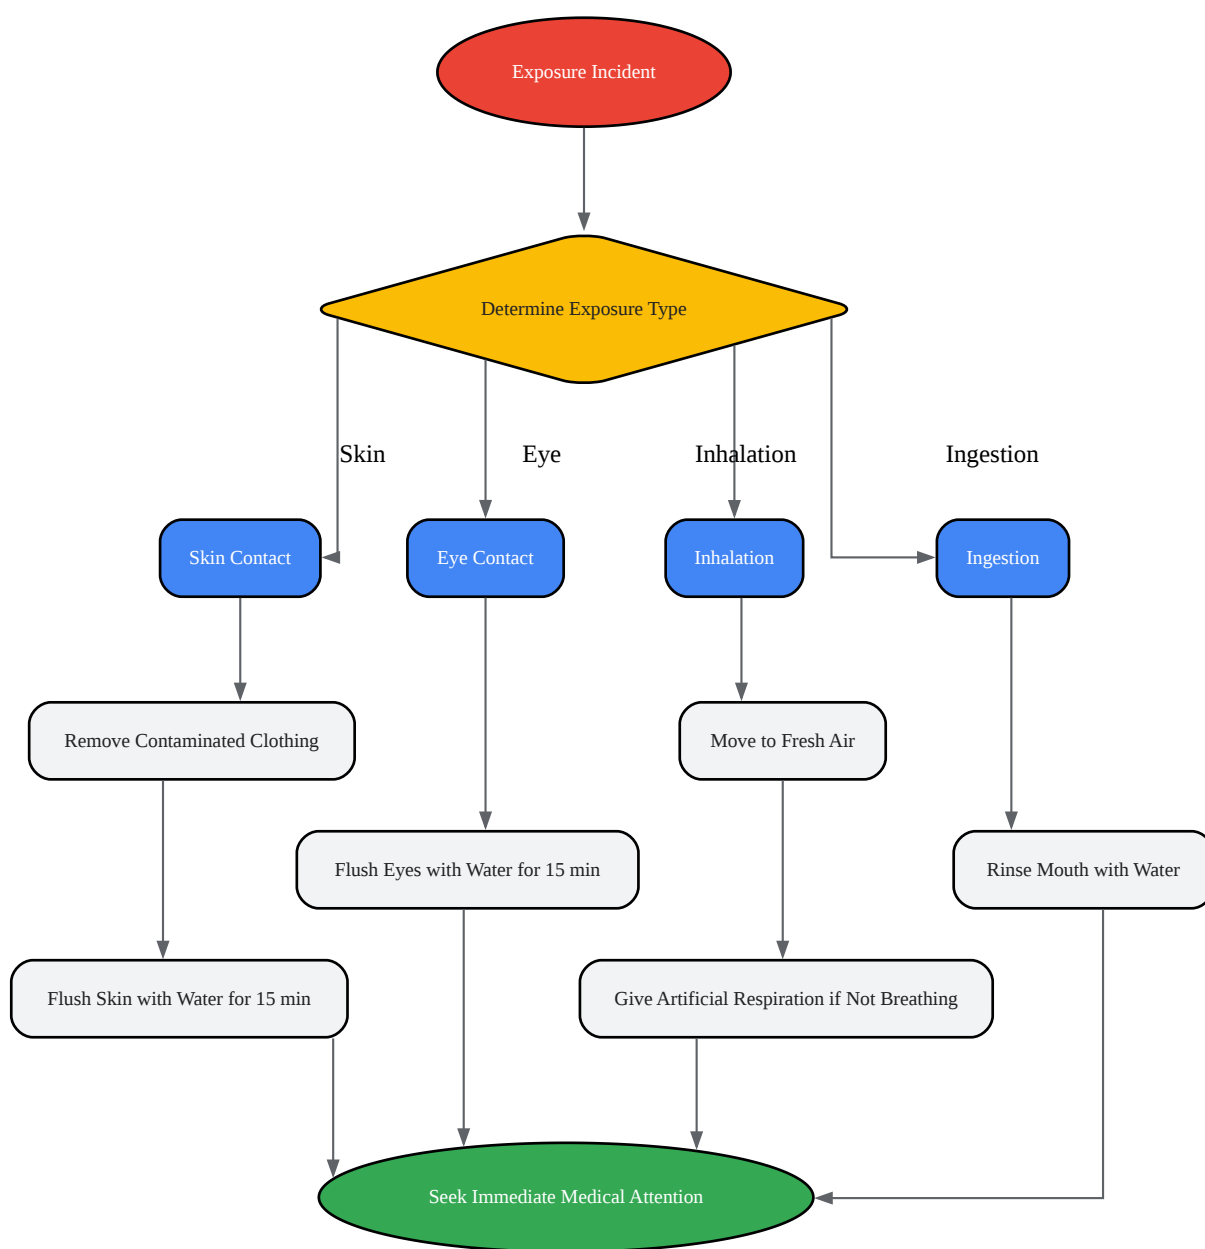 Exposure Incident
Determine Exposure Type
Skin
Eye
Inhalation
Ingestion
Skin Contact
Eye Contact
Inhalation
Ingestion
Remove Contaminated Clothing
Move to Fresh Air
Flush Eyes with Water for 15 min
Rinse Mouth with Water
Flush Skin with Water for 15 min
Give Artificial Respiration if Not Breathing
Seek Immediate Medical Attention